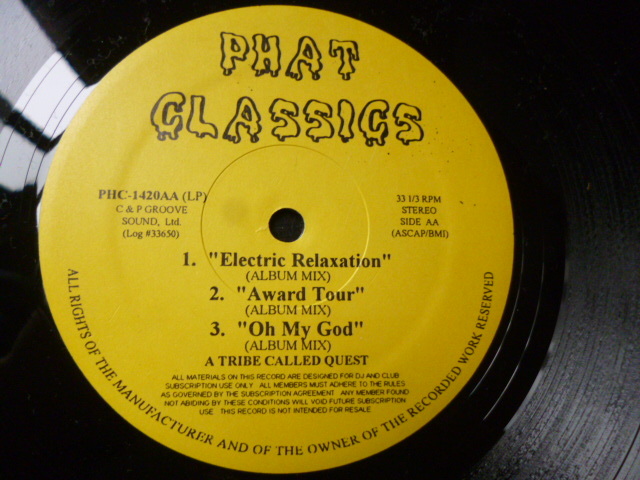 PHAT
CLASSICS
PHC-1420AA (LP)
C & P GROOVE
SOUND, Ltd.
(Log #33650)
33 1/3 RPM
STEREO
SIDE AA
(ASCAP/BMI)
1. "Electric Relaxation"
(ALBUM MIX)
2. "Award Tour"
(ALBUM MIX)
3. "Oh My God"
(ALBUM MIX)
A TRIBE CALLED QUEST
ALL MATERIALS ON THIS RECORD ARE DESIGNED FOR DJ AND CLUB
SUBSCRIPTION USE ONLY ALL MEMBERS MUST ADHERE TO THE RULES
AS GOVERNED BY THE SUBSCRIPTION AGREEMENT ANY MEMBER FOUND
NOT ABIDING BY THESE CONDITIONS WILL VOID FUTURE SUBSCRIPTION
USE THIS RECORD IS NOT INTENDED FOR RESALE.
ALL RIGHTS OF THE MANUFACTURER AND OF THE OWNER OF THE RECORDED WORK RESERVED